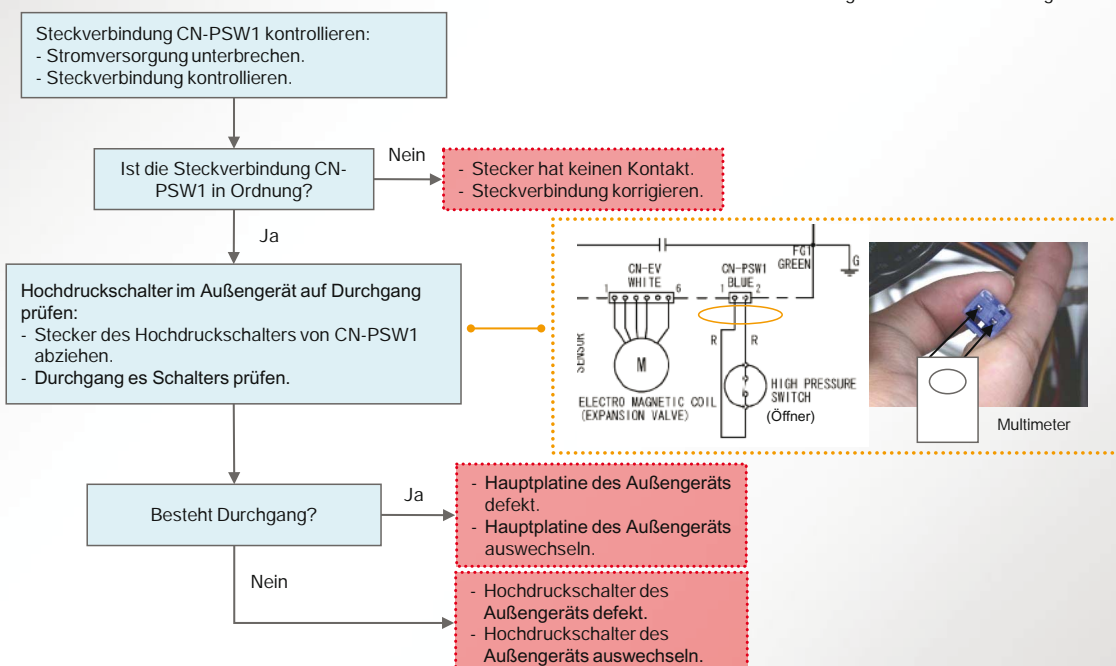 Steckverbindung CN-PSW1 kontrollieren:
- Stromversorgung unterbrechen.
- Steckverbindung kontrollieren.
Ist die Steckverbindung CN-
PSW1 in Ordnung?
Nein
- Stecker hat keinen Kontakt.
- Steckverbindung korrigieren.
Ja
Hochdruckschalter im Außengerät auf Durchgang
prüfen:
- Stecker des Hochdruckschalters von CN-PSW1
abziehen.
- Durchgang es Schalters prüfen.
FG1
GREEN
G
CN-EV
WHITE
1
6
CN-PSW1
BLUE
1
2
SENSOR
R
R
M
ELECTRO MAGNETIC COIL
(EXPANSION VALVE)
HIGH PRESSURE
SWITCH
(Öffner)
Multimeter
Besteht Durchgang?
Ja
- Hauptplatine des Außengeräts
defekt.
- Hauptplatine des Außengeräts
auswechseln.
Nein
- Hochdruckschalter des
Außengeräts defekt.
- Hochdruckschalter des
Außengeräts auswechseln.